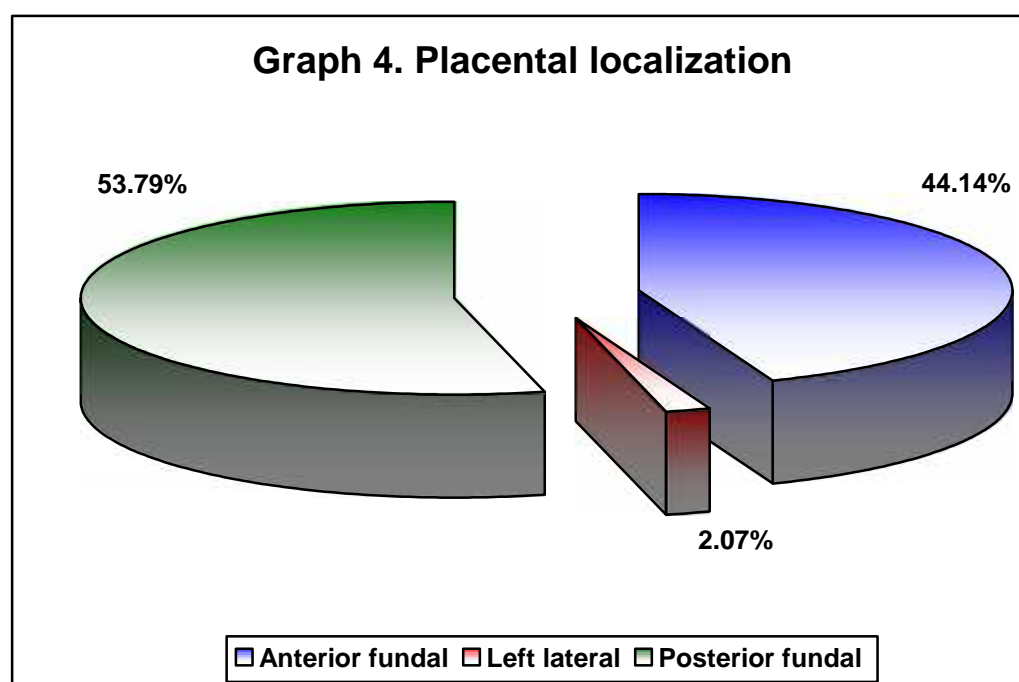 Graph 4. Placental localization
53.79%
44.14%
2.07%
Anterior fundal Left lateral Posterior fundal